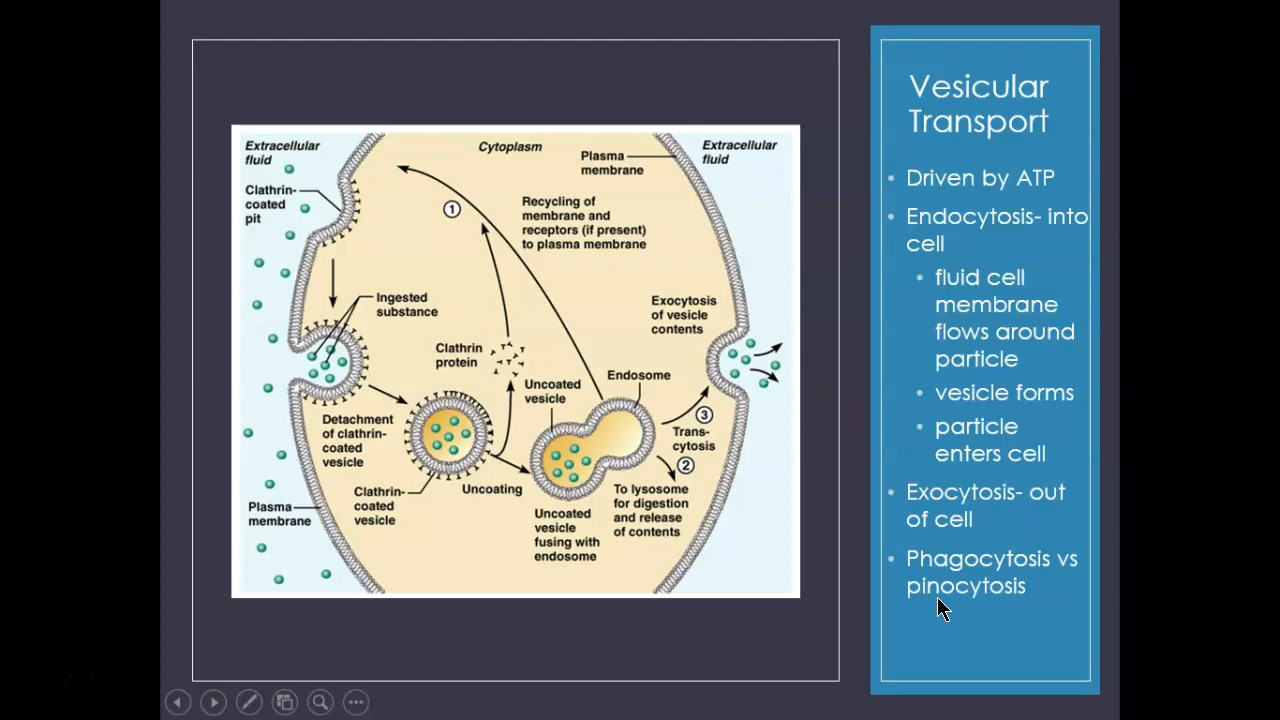 Extracellular
fluid
Clathrin-
coated
pit
Cytoplasm
Plasma
membrane
Extracellular
fluid
1
Recycling of
membrane and
receptors (if present)
to plasma membrane
Ingested
substance
Exocytosis
of vesicle
contents
Clathrin
protein
Uncoated
vesicle
Endosome
Detachment
of clathrin-
coated
vesicle
3
Trans-
cytosis
2
Clathrin-
coated
vesicle
Uncoating
To lysosome
for digestion
and release
of contents
Plasma
membrane
Uncoated
vesicle
fusing with
endosome
Vesicular
Transport
• Driven by ATP
• Endocytosis- into
cell
• fluid cell
membrane
flows around
particle
• vesicle forms
• particle
enters cell
• Exocytosis- out
of cell
• Phagocytosis vs
pinocytosis